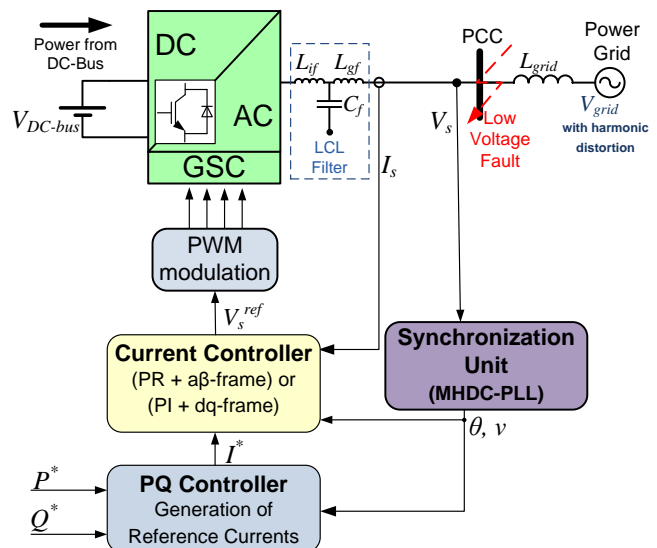 Power from
DC-Bus
V_DC-bus
DC
AC
GSC
L_if
L_gf
C_f
LCL
Filter
I_s
V_s
PCC
Low
Voltage
Fault
L_grid
Power
Grid
V_grid
with harmonic
distortion
PWM
modulation
V_s^ref
Current Controller
(PR + aβ-frame) or
(PI + dq-frame)
Synchronization
Unit
(MHDC-PLL)
θ, v
I*
P*
Q*
PQ Controller
Generation of
Reference Currents